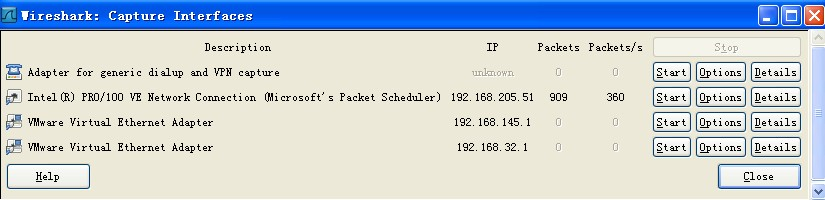 Wireshark: Capture Interfaces
Description IP Packets Packets/s Stop
Adapter for generic dialup and VPN capture unknown 0 0 Start Options Details
Intel(R) PRO/100 VE Network Connection (Microsoft's Packet Scheduler) 192.168.205.51 909 360 Start Options Details
VMware Virtual Ethernet Adapter 192.168.145.1 0 0 Start Options Details
VMware Virtual Ethernet Adapter 192.168.32.1 0 0 Start Options Details
Help Close